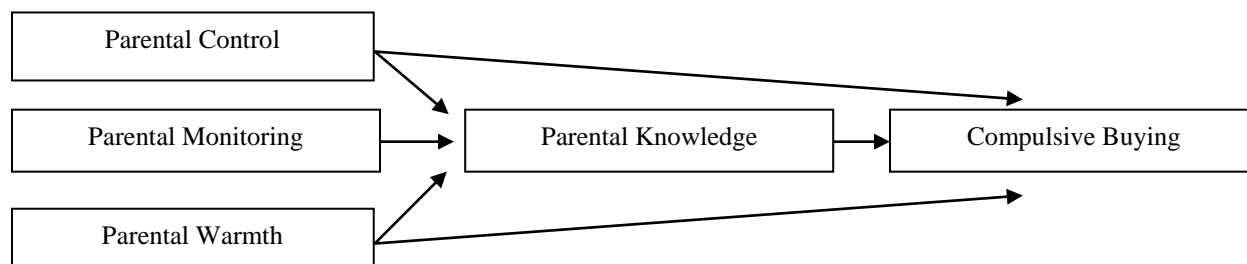 Parental Control
Parental Monitoring
Parental Knowledge
Compulsive Buying
Parental Warmth